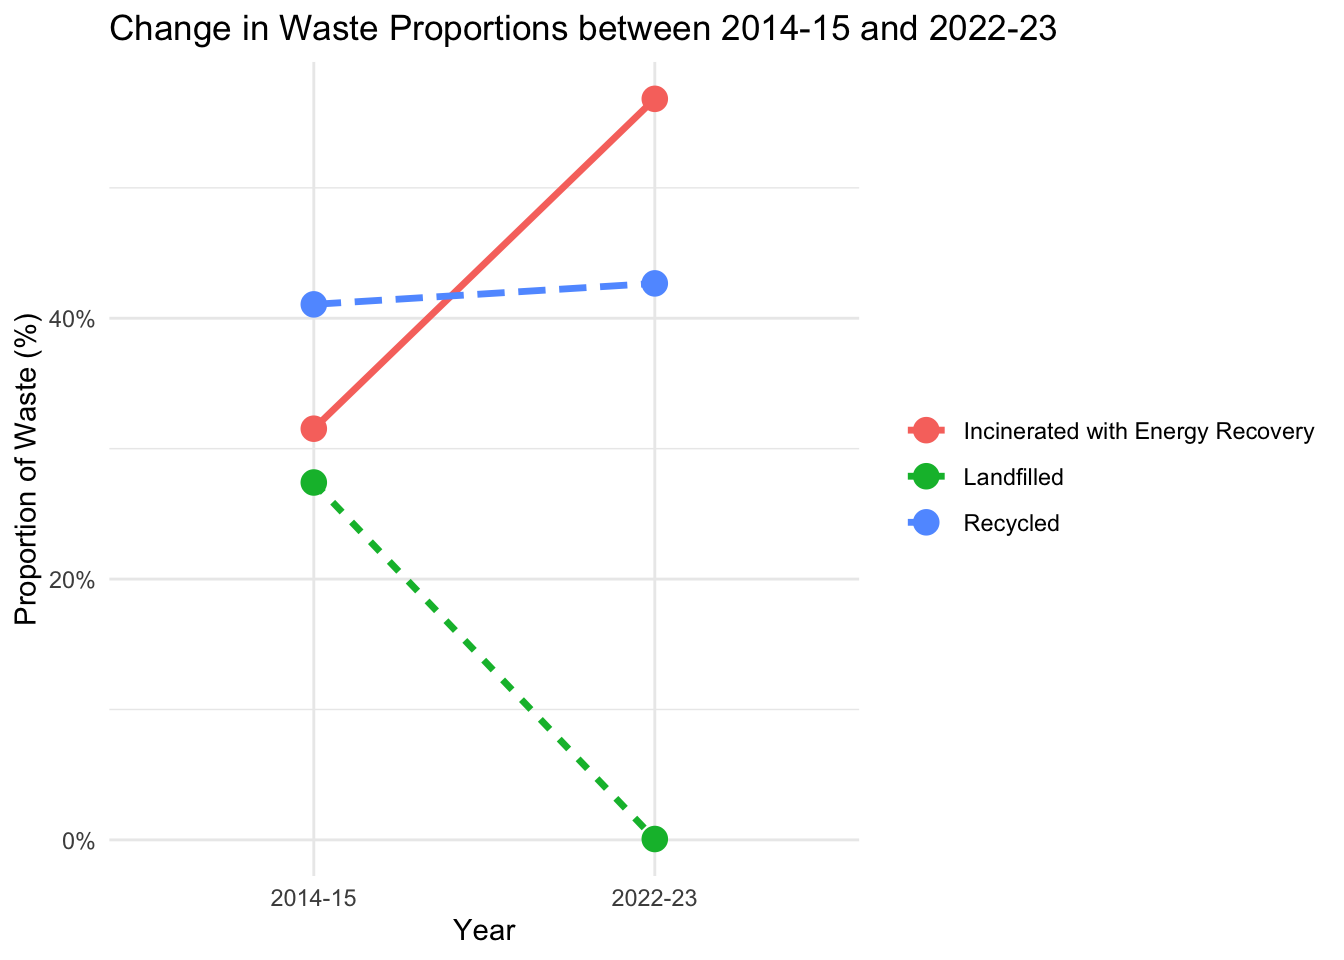 Change in Waste Proportions between 2014-15 and 2022-23
Proportion of Waste (%)
40%
20%
0%
2014-15
2022-23
Year
Incinerated with Energy Recovery
Landfilled
Recycled